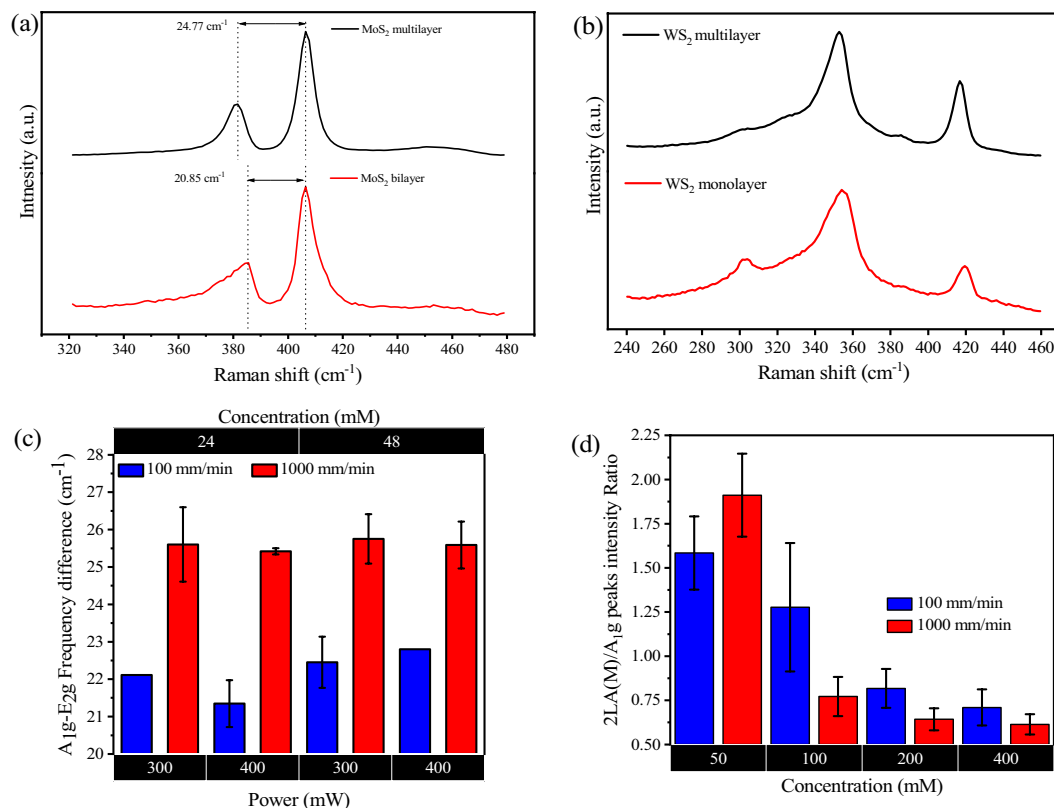 (a)
24.77 cm⁻¹
MoS₂ multilayer
20.85 cm⁻¹
MoS₂ bilayer
Intnesity (a.u.)
320 340 360 380 400 420 440 460 480
Raman shift (cm⁻¹)
(b)
WS₂ multilayer
WS₂ monolayer
Intensity (a.u.)
240 260 280 300 320 340 360 380 400 420 440 460
Raman shift (cm⁻¹)
(c)
Concentration (mM)
24 48
100 mm/min 1000 mm/min
A₁g-E₂g Frequency difference (cm⁻¹)
28
27
26
25
24
23
22
21
20
300 400 300 400
Power (mW)
(d)
2LA(M)/A₁g peaks intensity Ratio
2.25
2.00
1.75
1.50
1.25
1.00
0.75
0.50
100 mm/min
1000 mm/min
50 100 200 400
Concentration (mM)